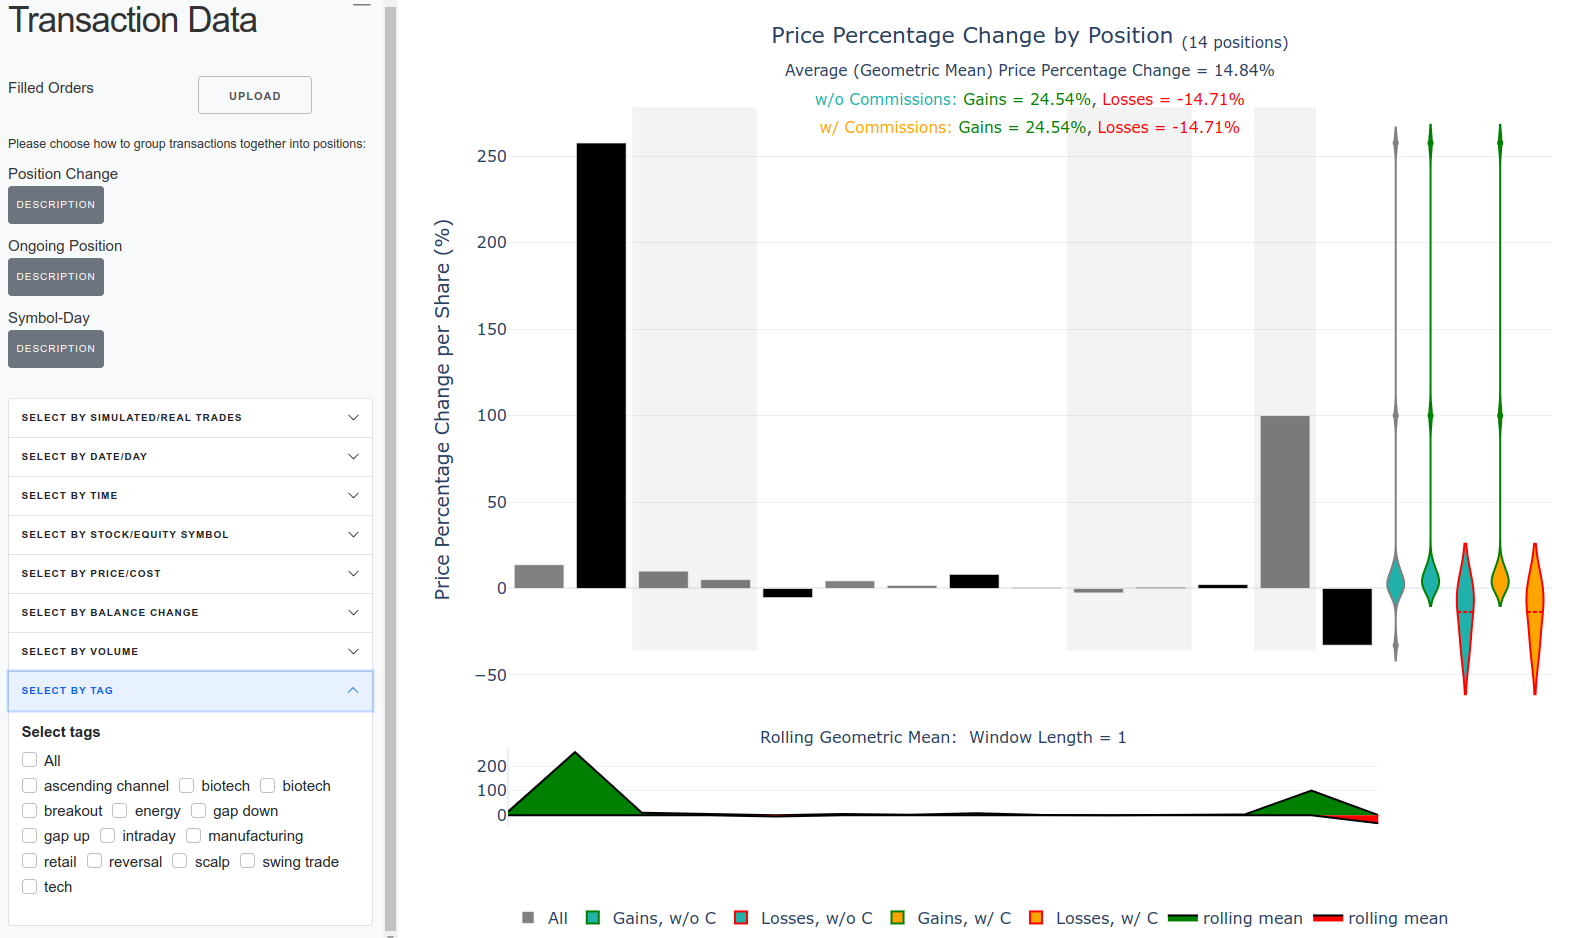 Transaction Data
Filled Orders
UPLOAD
Please choose how to group transactions together into positions:
Position Change
DESCRIPTION
Ongoing Position
DESCRIPTION
Symbol-Day
DESCRIPTION
SELECT BY SIMULATED/REAL TRADES
SELECT BY DATE/DAY
SELECT BY TIME
SELECT BY STOCK/EQUITY SYMBOL
SELECT BY PRICE/COST
SELECT BY BALANCE CHANGE
SELECT BY VOLUME
SELECT BY TAG
Select tags
All
ascending channel biotech biotech
breakout energy gap down
gap up intraday manufacturing
retail reversal scalp swing trade
tech
Price Percentage Change by Position (14 positions)
Average (Geometric Mean) Price Percentage Change = 14.84%
w/o Commissions: Gains = 24.54%, Losses = -14.71%
w/ Commissions: Gains = 24.54%, Losses = -14.71%
Price Percentage Change per Share (%)
250
200
150
100
50
0
−50
Rolling Geometric Mean: Window Length = 1
200
100
0
All Gains, w/o C Losses, w/o C Gains, w/ C Losses, w/ C rolling mean rolling mean